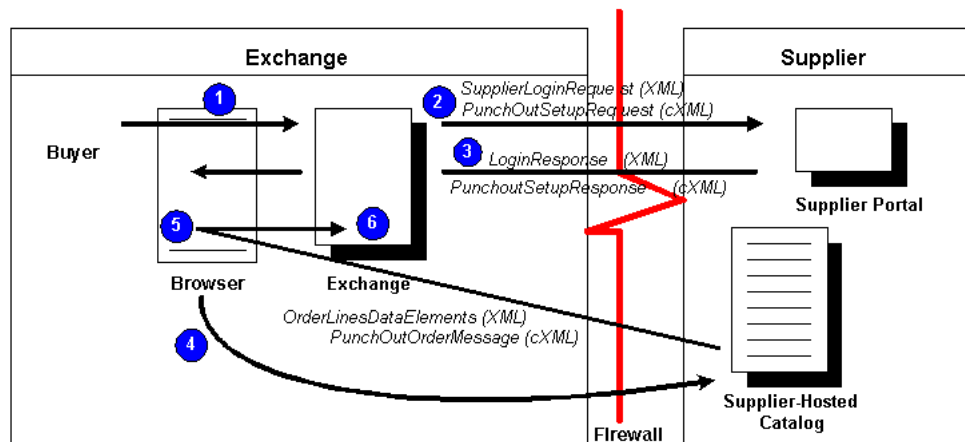 Exchange
Supplier
1
2
SupplierLoginRequest (XML)
PunchOutSetupRequest (cXML)
Buyer
3
LoginResponse (XML)
PunchoutSetupResponse (cXML)
Supplier Portal
5
6
Browser
Exchange
OrderLinesDataElements (XML)
PunchOutOrderMessage (cXML)
4
Supplier-Hosted
Catalog
FIrewall